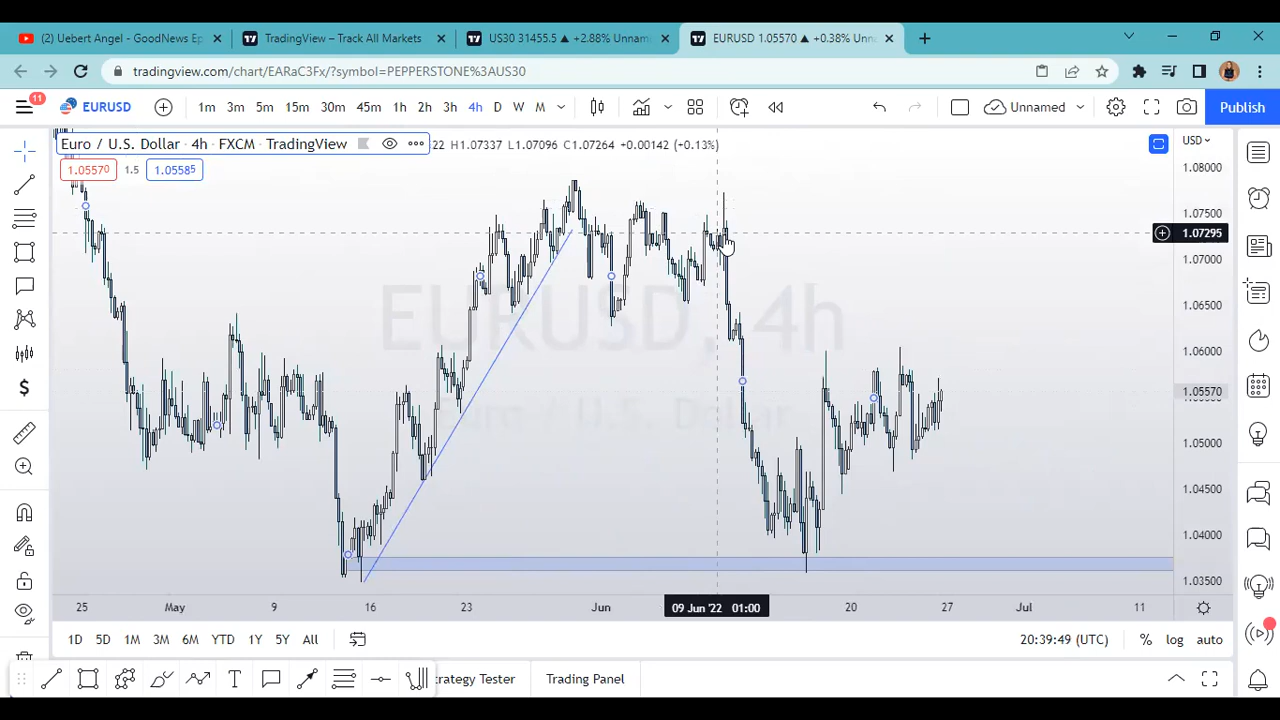 (2) Uebert Angel - GoodNews Ep
TradingView – Track All Markets
US30 31455.5 ▲ +2.88% Unnam
EURUSD 1.05570 ▲ +0.38% Unna
tradingview.com/chart/EARaC3Fx/?symbol=PEPPERSTONE%3AUS30
11
EURUSD
1m 3m 5m 15m 30m 45m 1h 2h 3h 4h D W M
Unnamed
Publish
Euro / U.S. Dollar · 4h · FXCM · TradingView
22 H1.07337 L1.07096 C1.07264 +0.00142 (+0.13%)
USD
1.05570 1.5 1.05585
1.08000
1.07500
1.07295
1.07000
1.06500
1.06000
1.05570
1.05000
1.04500
1.04000
1.03500
EURUSD, 4h
Euro / U.S. Dollar
25 May 9 16 23 Jun 09 Jun '22 01:00 20 27 Jul 11
1D 5D 1M 3M 6M YTD 1Y 5Y All
20:39:49 (UTC) % log auto
trategy Tester
Trading Panel